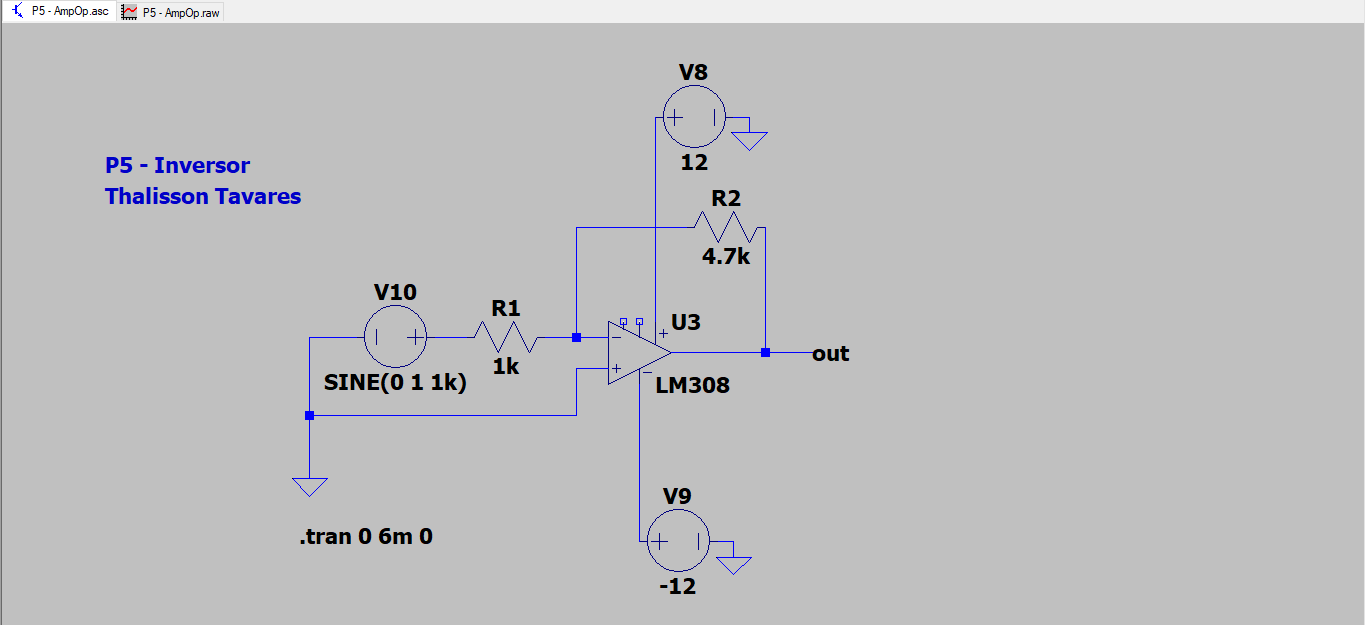 P5 - AmpOp.asc
P5 - AmpOp.raw
V8
12
P5 - Inversor
Thalisson Tavares
R2
4.7k
V10
SINE(0 1 1k)
R1
1k
U3
LM308
out
V9
-12
.tran 0 6m 0